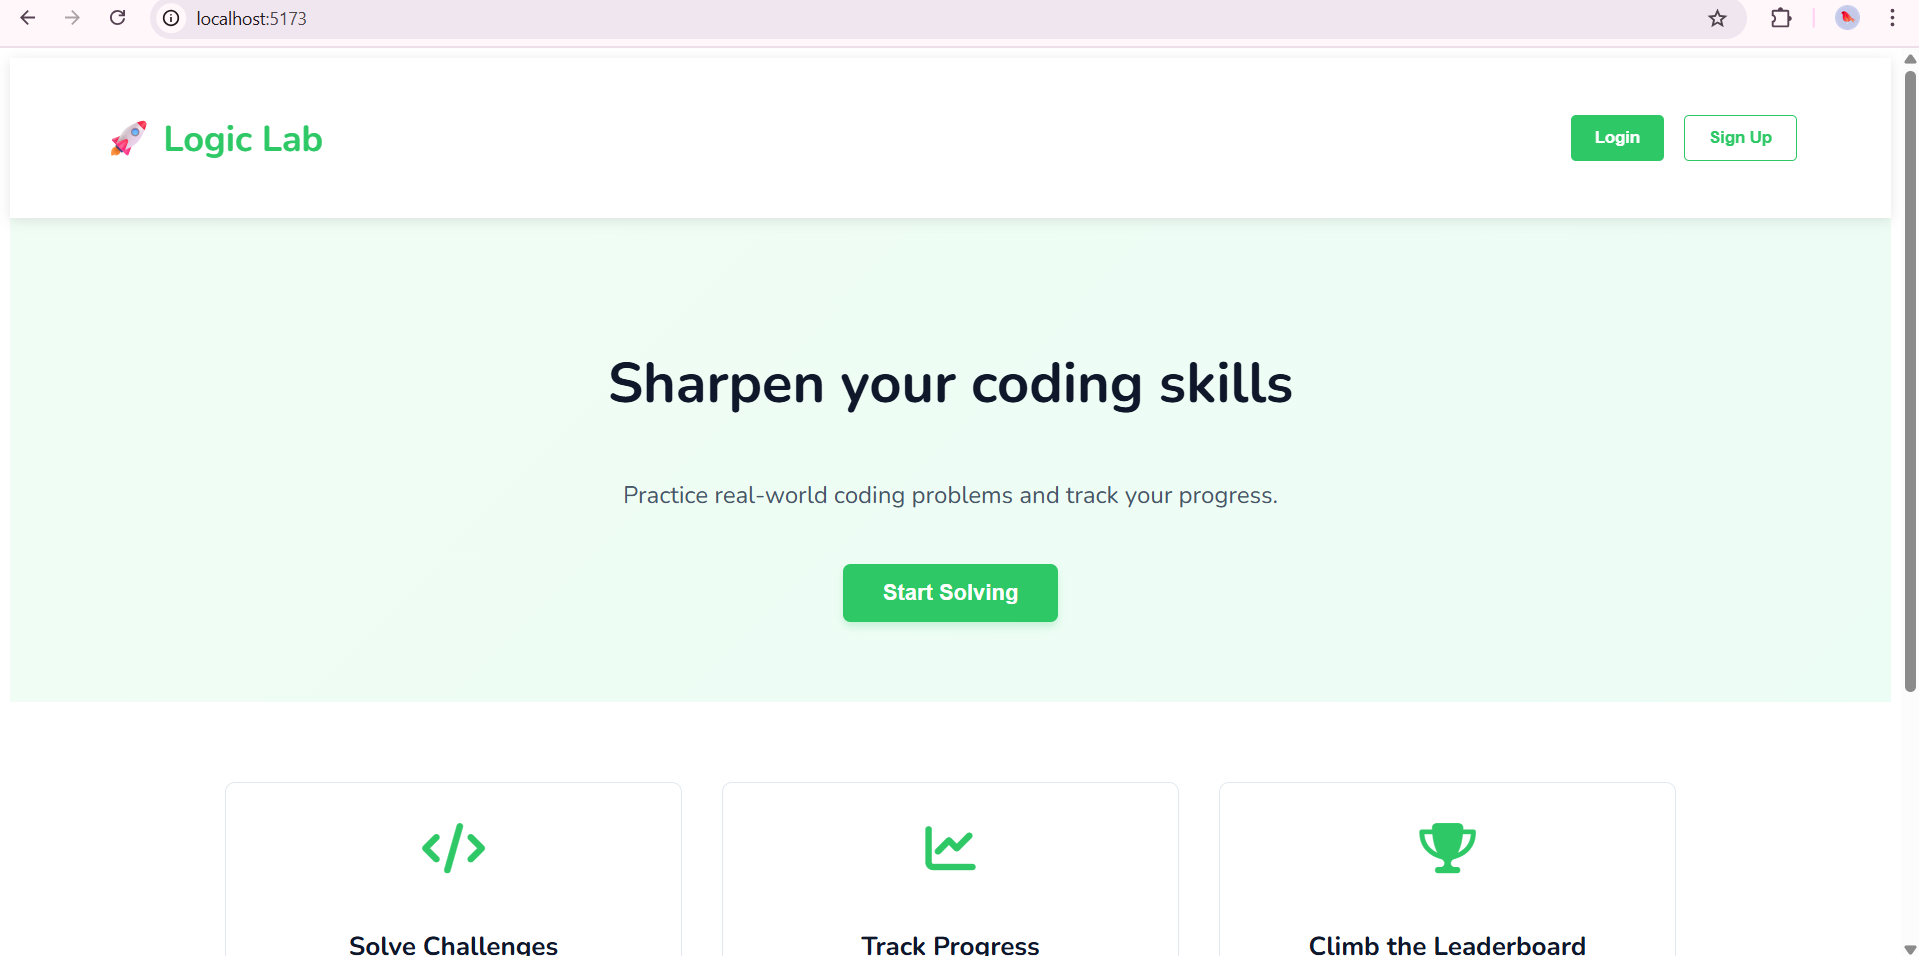 localhost:5173
🚀 Logic Lab
Login
Sign Up
Sharpen your coding skills
Practice real-world coding problems and track your progress.
Start Solving
Solve Challenges
Track Progress
Climb the Leaderboard